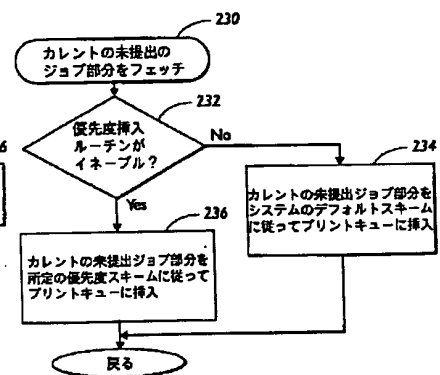 230
カレントの未提出の
ジョブ部分をフェッチ
232
優先度挿入
ルーチンが
イネーブル？
No
Yes
234
カレントの未提出ジョブ部分を
システムのデフォルトスキーム
に従ってプリントキューに挿入
6
236
カレントの未提出ジョブ部分を
所定の優先度スキームに従って
プリントキューに挿入
戻る